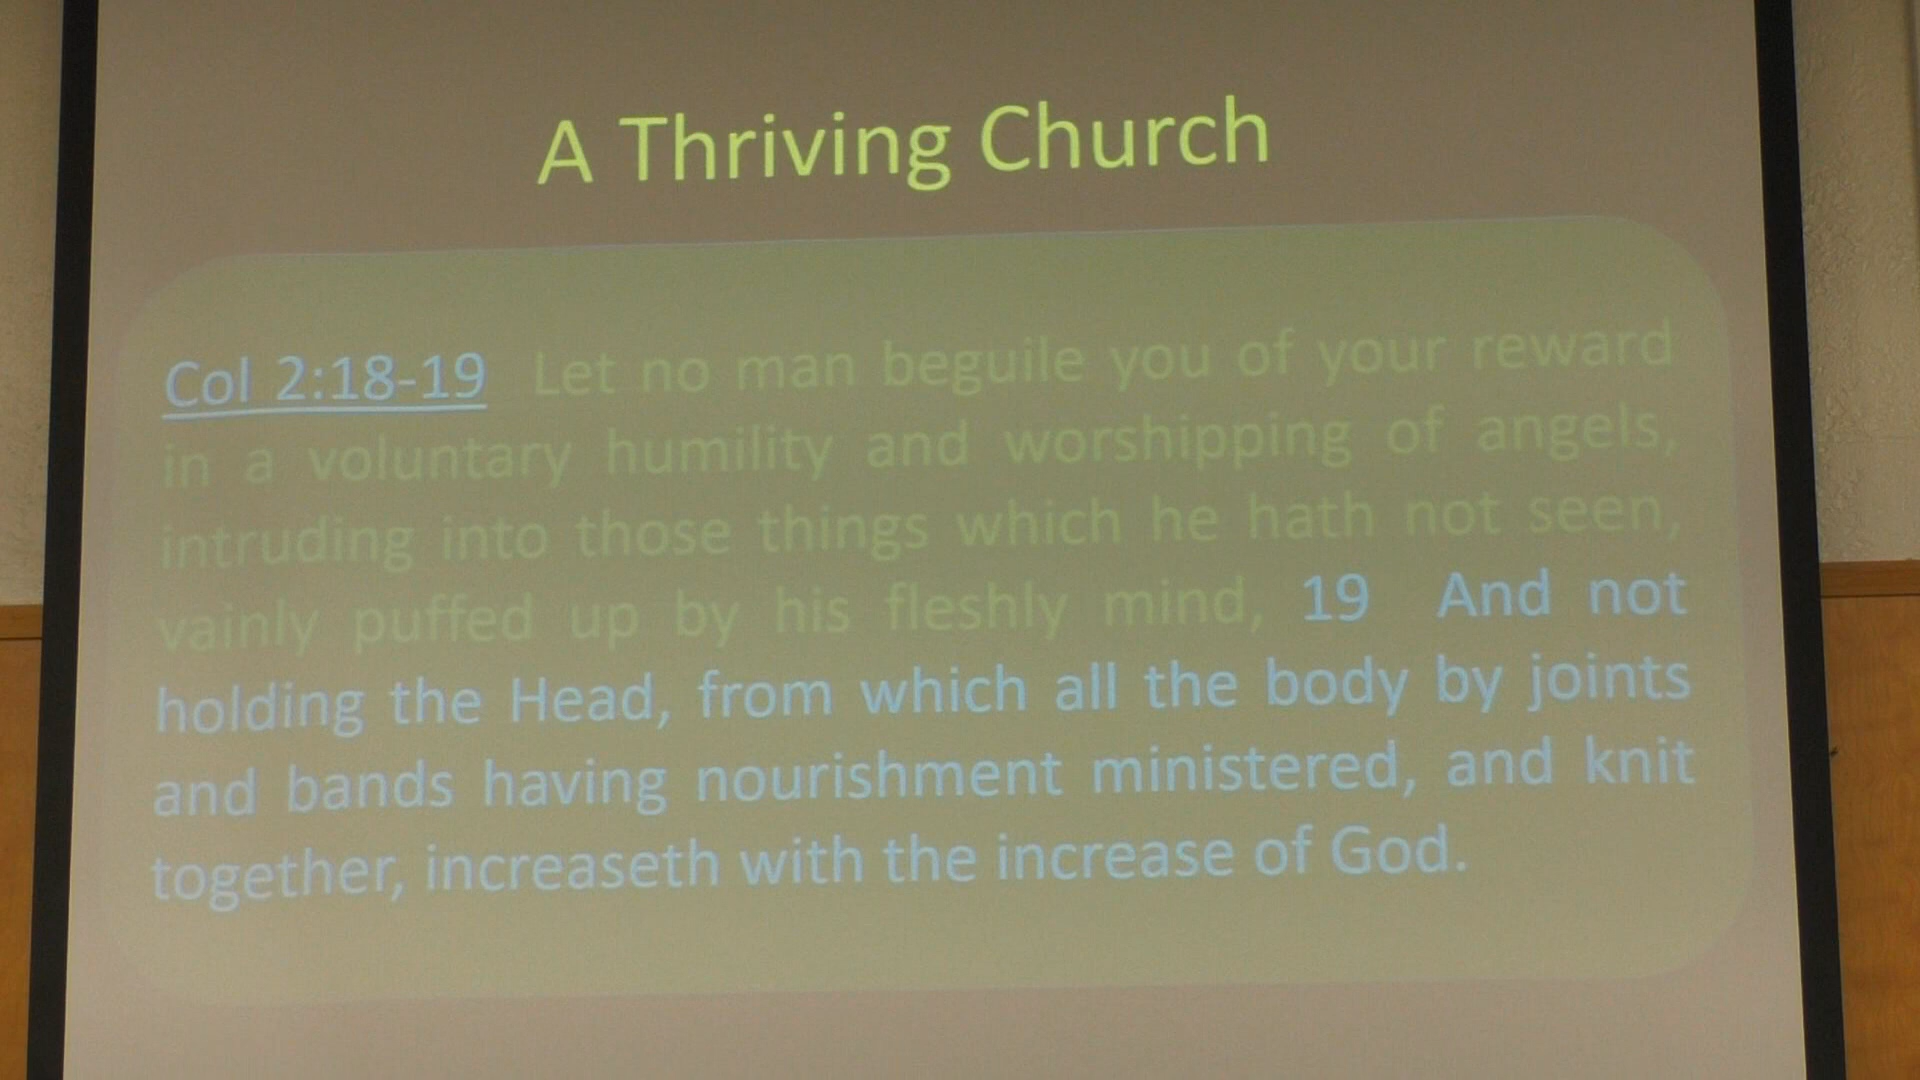 A Thriving Church
Col 2:18-19 Let no man beguile you of your reward
in a voluntary humility and worshipping of angels,
intruding into those things which he hath not seen,
vainly puffed up by his fleshly mind, 19 And not
holding the Head, from which all the body by joints
and bands having nourishment ministered, and knit
together, increaseth with the increase of God.